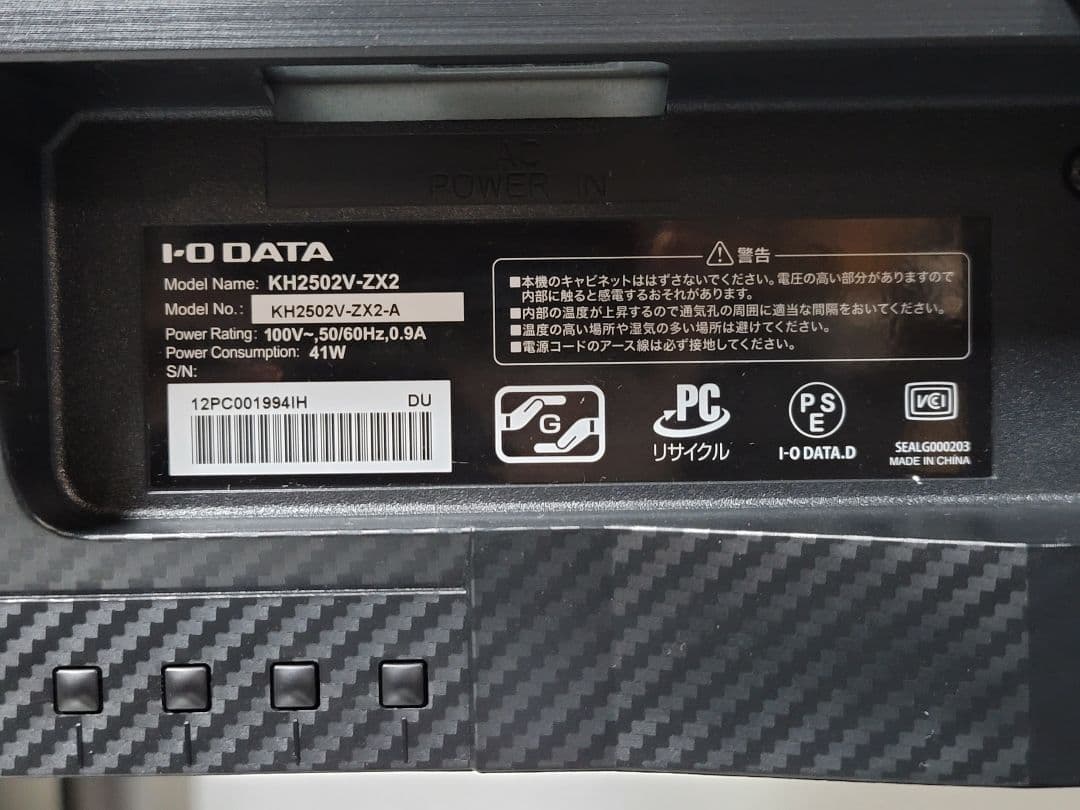 AC
POWER IN
I-O DATA
Model Name: KH2502V-ZX2
Model No.: KH2502V-ZX2-A
Power Rating: 100V~,50/60Hz,0.9A
Power Consumption: 41W
S/N:
12PC001994IH DU
警告
■本機のキャビネットははずさないでください。電圧の高い部分がありますので
内部に触ると感電するおそれがあります。
■内部の温度が上昇するので通気孔の周囲に適当な間隔をおいてください。
■温度の高い場所や湿気の多い場所は避けてください。
■電源コードのアース線は必ず接地してください。
G
PC
リサイクル
PS
E
I-O DATA.D
VCI
SEALG000203
MADE IN CHINA